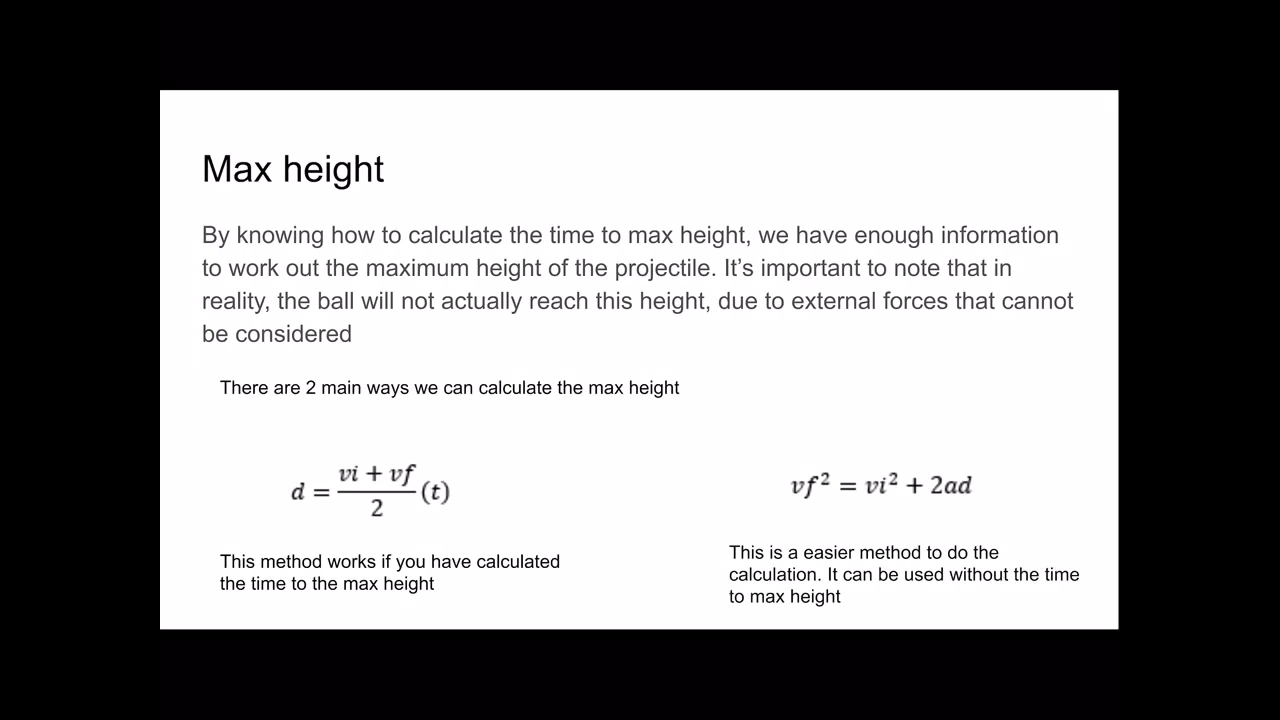 Max height
By knowing how to calculate the time to max height, we have enough information
to work out the maximum height of the projectile. It’s important to note that in
reality, the ball will not actually reach this height, due to external forces that cannot
be considered
There are 2 main ways we can calculate the max height
d = \frac{vi + vf}{2}(t)
vf² = vi² + 2ad
This method works if you have calculated
the time to the max height
This is a easier method to do the
calculation. It can be used without the time
to max height